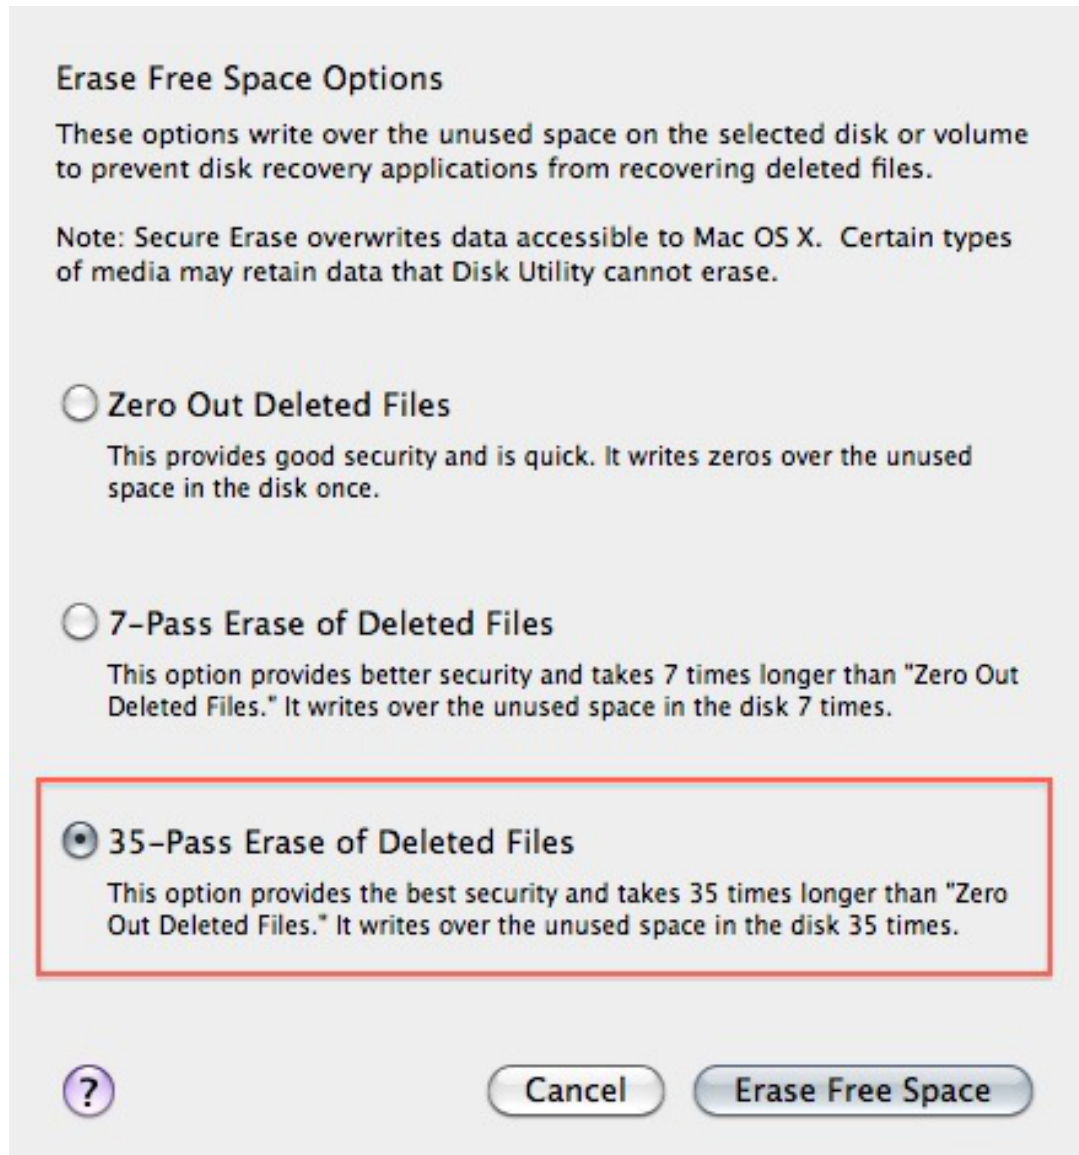 Erase Free Space Options
These options write over the unused space on the selected disk or volume
to prevent disk recovery applications from recovering deleted files.
Note: Secure Erase overwrites data accessible to Mac OS X.  Certain types
of media may retain data that Disk Utility cannot erase.
Zero Out Deleted Files
This provides good security and is quick. It writes zeros over the unused
space in the disk once.
7-Pass Erase of Deleted Files
This option provides better security and takes 7 times longer than "Zero Out
Deleted Files." It writes over the unused space in the disk 7 times.
35-Pass Erase of Deleted Files
This option provides the best security and takes 35 times longer than "Zero
Out Deleted Files." It writes over the unused space in the disk 35 times.
? Cancel Erase Free Space